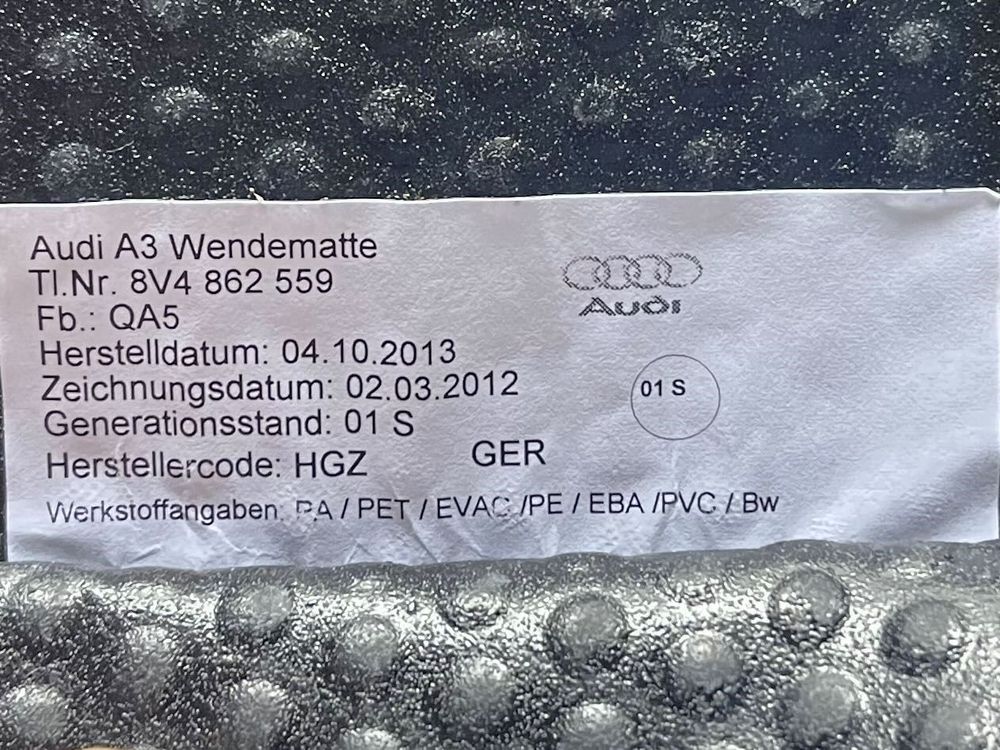 Audi A3 Wendematte
Tl.Nr. 8V4 862 559
Fb.: QA5
Herstelldatum: 04.10.2013
Zeichnungsdatum: 02.03.2012
Generationsstand: 01 S
Herstellercode: HGZ
GER
Werkstoffangaben: PA / PET / EVAC /PE / EBA /PVC / Bw
Audi
01 S